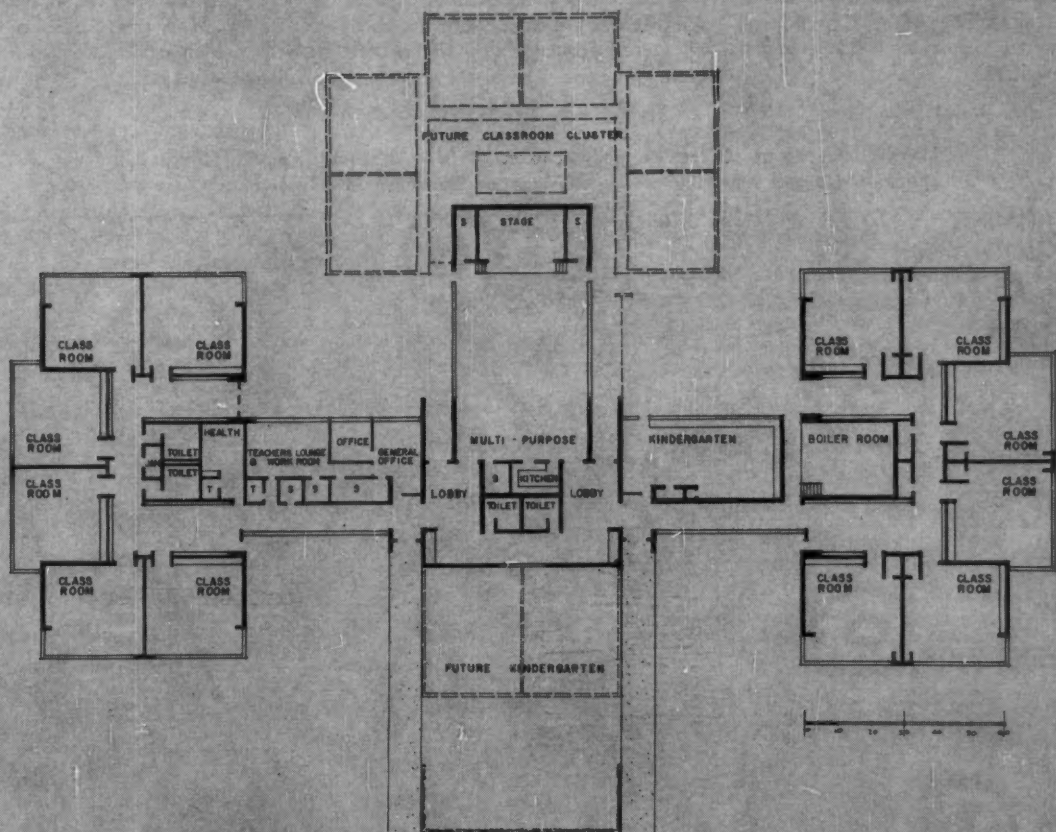 FUTURE CLASSROOM CLUSTER
S STAGE S
CLASS
ROOM
CLASS
ROOM
CLASS
ROOM
CLASS
ROOM
CLASS
ROOM
CLASS
ROOM
TOILET
TOILET
HEALTH
T
TEACHERS LOUNGE
& WORK ROOM
OFFICE
GENERAL
OFFICE
T S S S
LOBBY
MULTI - PURPOSE
S KITCHEN
TOILET TOILET
LOBBY
KINDERGARTEN
BOILER ROOM
CLASS
ROOM
CLASS
ROOM
CLASS
ROOM
CLASS
ROOM
CLASS
ROOM
CLASS
ROOM
FUTURE KINDERGARTEN